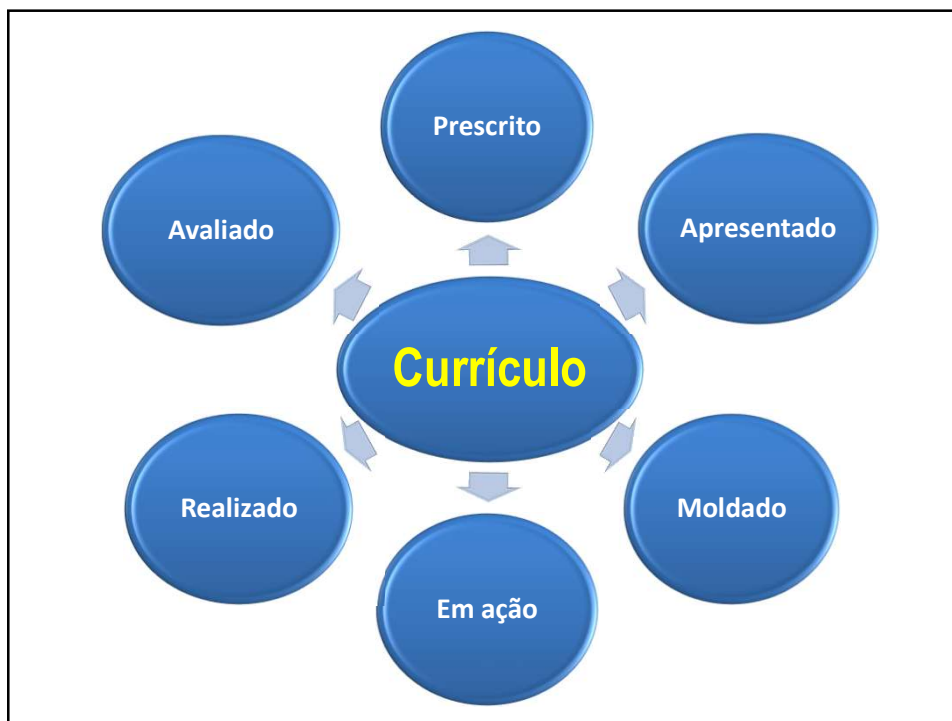 Prescrito
Avaliado
Apresentado
Currículo
Realizado
Moldado
Em ação